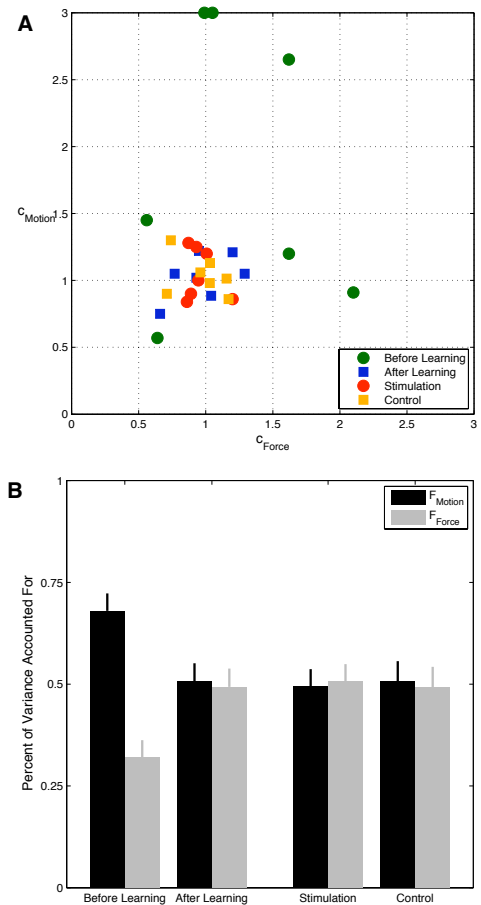 A
3
2.5
2
1.5
1
0.5
0
c_Motion
0
0.5
1
1.5
2
2.5
3
c_Force
Before Learning
After Learning
Stimulation
Control
B
1
0.75
0.5
0.25
0
Percent of Variance Accounted For
F_Motion
F_Force
Before Learning After Learning Stimulation Control